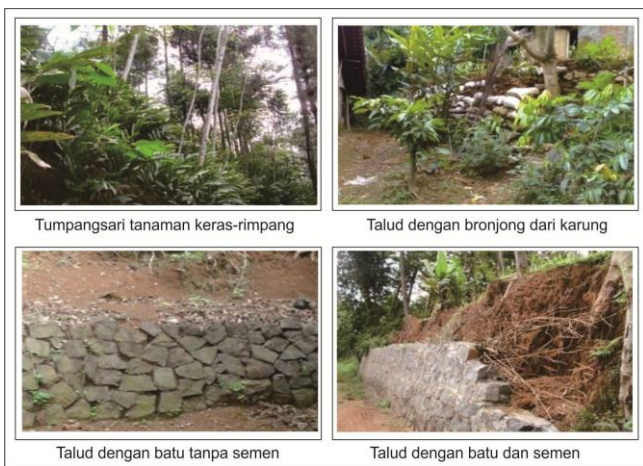 Tumpangsari tanaman keras-rimpang
Talud dengan bronjong dari karung
Talud dengan batu tanpa semen
Talud dengan batu dan semen